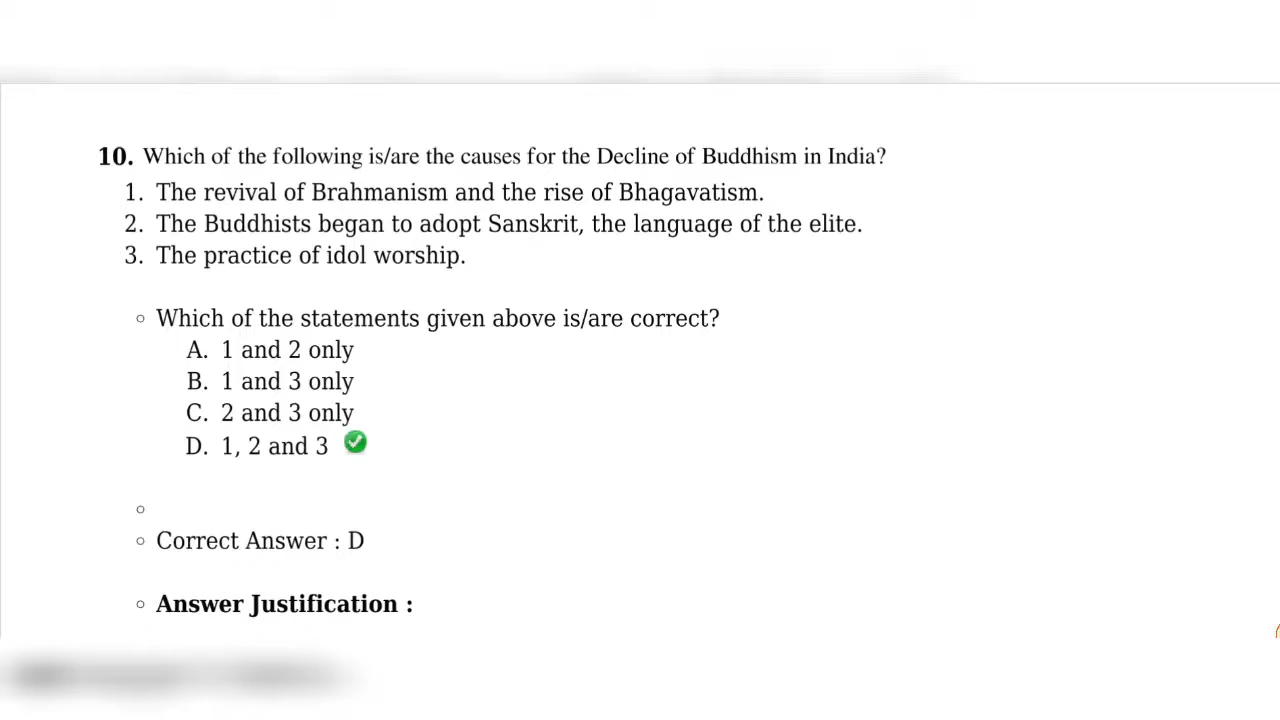 10. Which of the following is/are the causes for the Decline of Buddhism in India?
1. The revival of Brahmanism and the rise of Bhagavatism.
2. The Buddhists began to adopt Sanskrit, the language of the elite.
3. The practice of idol worship.
Which of the statements given above is/are correct?
A. 1 and 2 only
B. 1 and 3 only
C. 2 and 3 only
D. 1, 2 and 3
Correct Answer : D
Answer Justification :